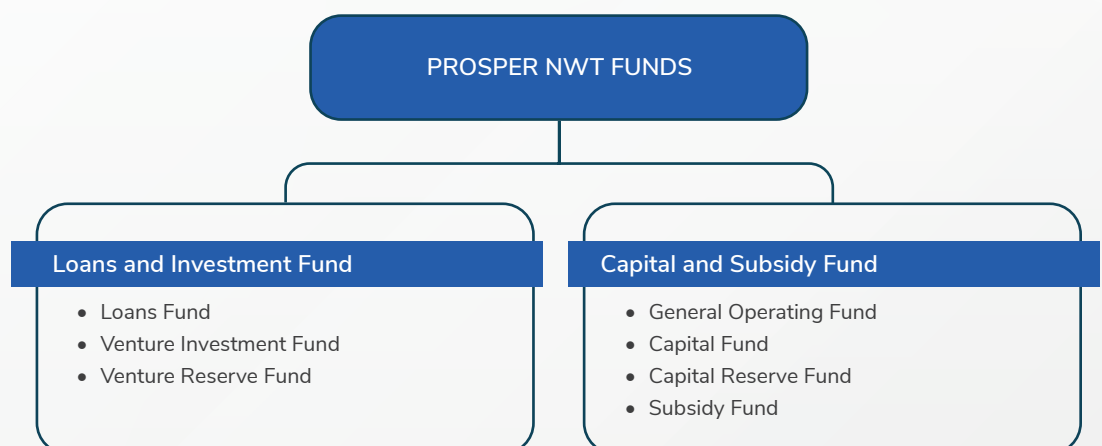 PROSPER NWT FUNDS
Loans and Investment Fund
• Loans Fund
• Venture Investment Fund
• Venture Reserve Fund
Capital and Subsidy Fund
• General Operating Fund
• Capital Fund
• Capital Reserve Fund
• Subsidy Fund